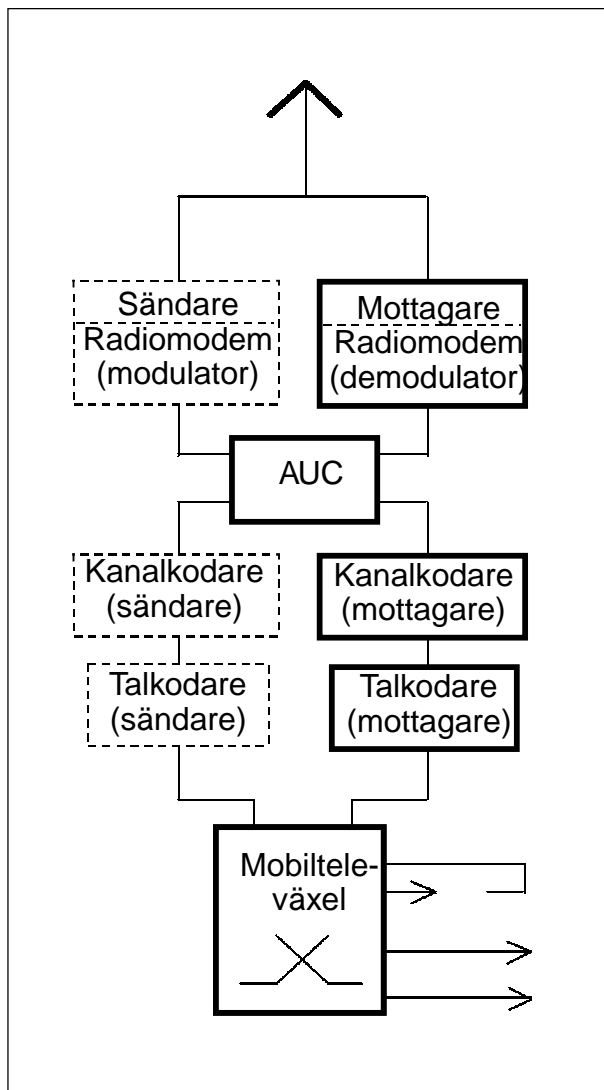 Sändare
Radiomodem
(modulator)
Mottagare
Radiomodem
(demodulator)
AUC
Kanalkodare
(sändare)
Kanalkodare
(mottagare)
Talkodare
(sändare)
Talkodare
(mottagare)
Mobiltele-
växel